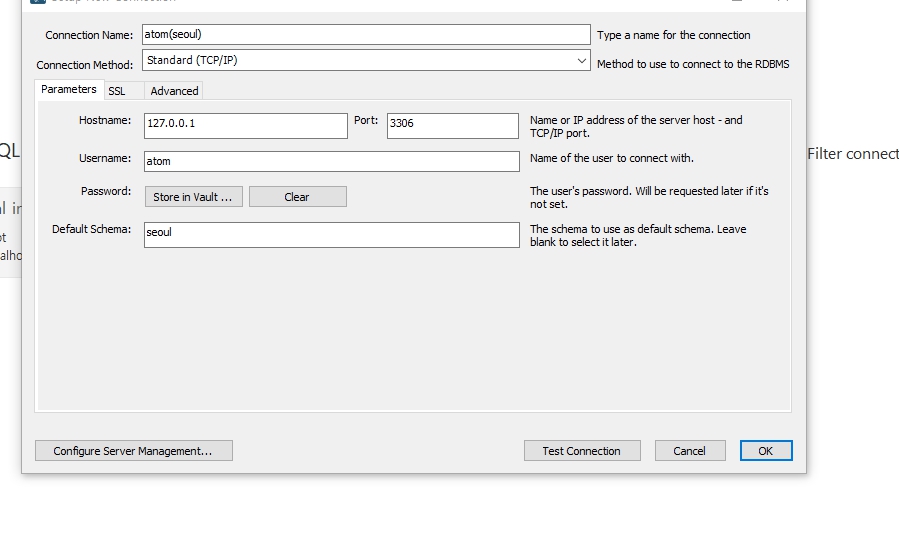 Connection Name:
atom(seoul)
Type a name for the connection
Connection Method:
Standard (TCP/IP)
Method to use to connect to the RDBMS
Parameters
SSL
Advanced
Hostname:
127.0.0.1
Port:
3306
Name or IP address of the server host - and
TCP/IP port.
QL
Filter connect
Username:
atom
Name of the user to connect with.
Password:
Store in Vault ...
Clear
The user's password. Will be requested later if it's
not set.
Default Schema:
seoul
The schema to use as default schema. Leave
blank to select it later.
alho
Configure Server Management...
Test Connection
Cancel
OK